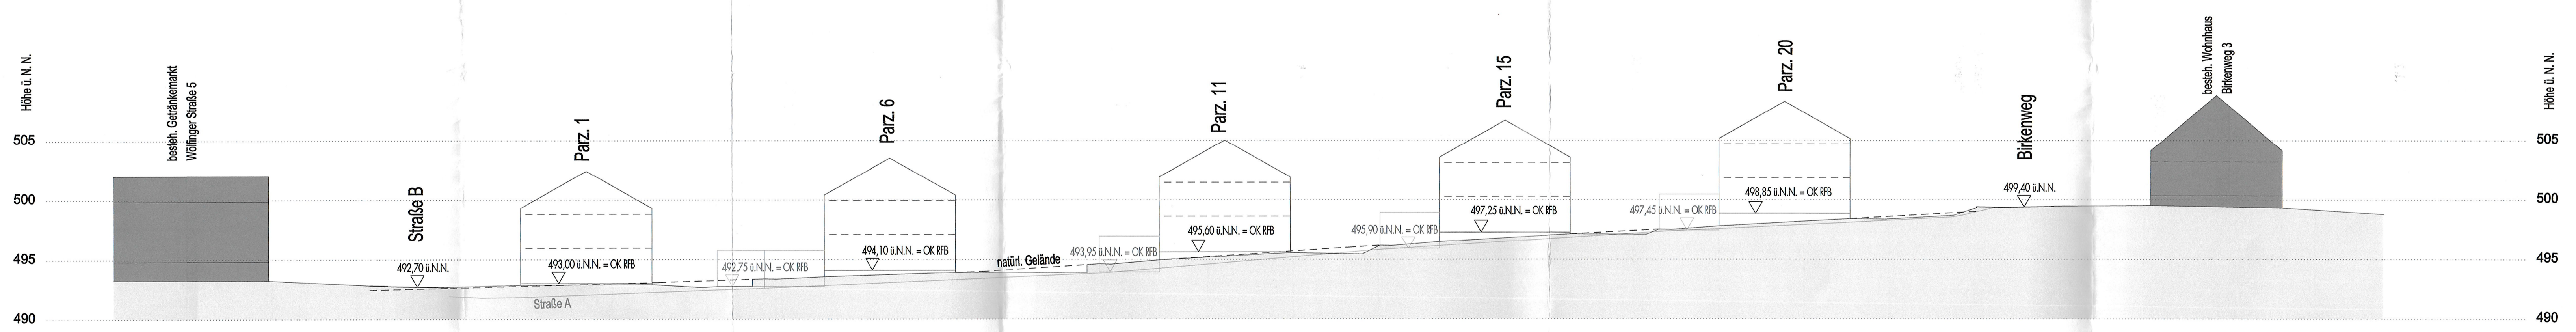 Höhe ü. N. N.
505
500
495
490
besteh. Getränkemarkt
Wölfinger Straße 5
Straße B
492,70 ü.N.N.
Parz. 1
493,00 ü.N.N. = OK RFB
Straße A
492,75 ü.N.N. = OK RFB
Parz. 6
494,10 ü.N.N. = OK RFB
natürl. Gelände
493,95 ü.N.N. = OK RFB
Parz. 11
495,60 ü.N.N. = OK RFB
495,90 ü.N.N. = OK RFB
Parz. 15
497,25 ü.N.N. = OK RFB
497,45 ü.N.N. = OK RFB
Parz. 20
498,85 ü.N.N. = OK RFB
Birkenweg
499,40 ü.N.N.
besteh. Wohnhaus
Birkenweg 3
Höhe ü. N. N.
505
500
495
490